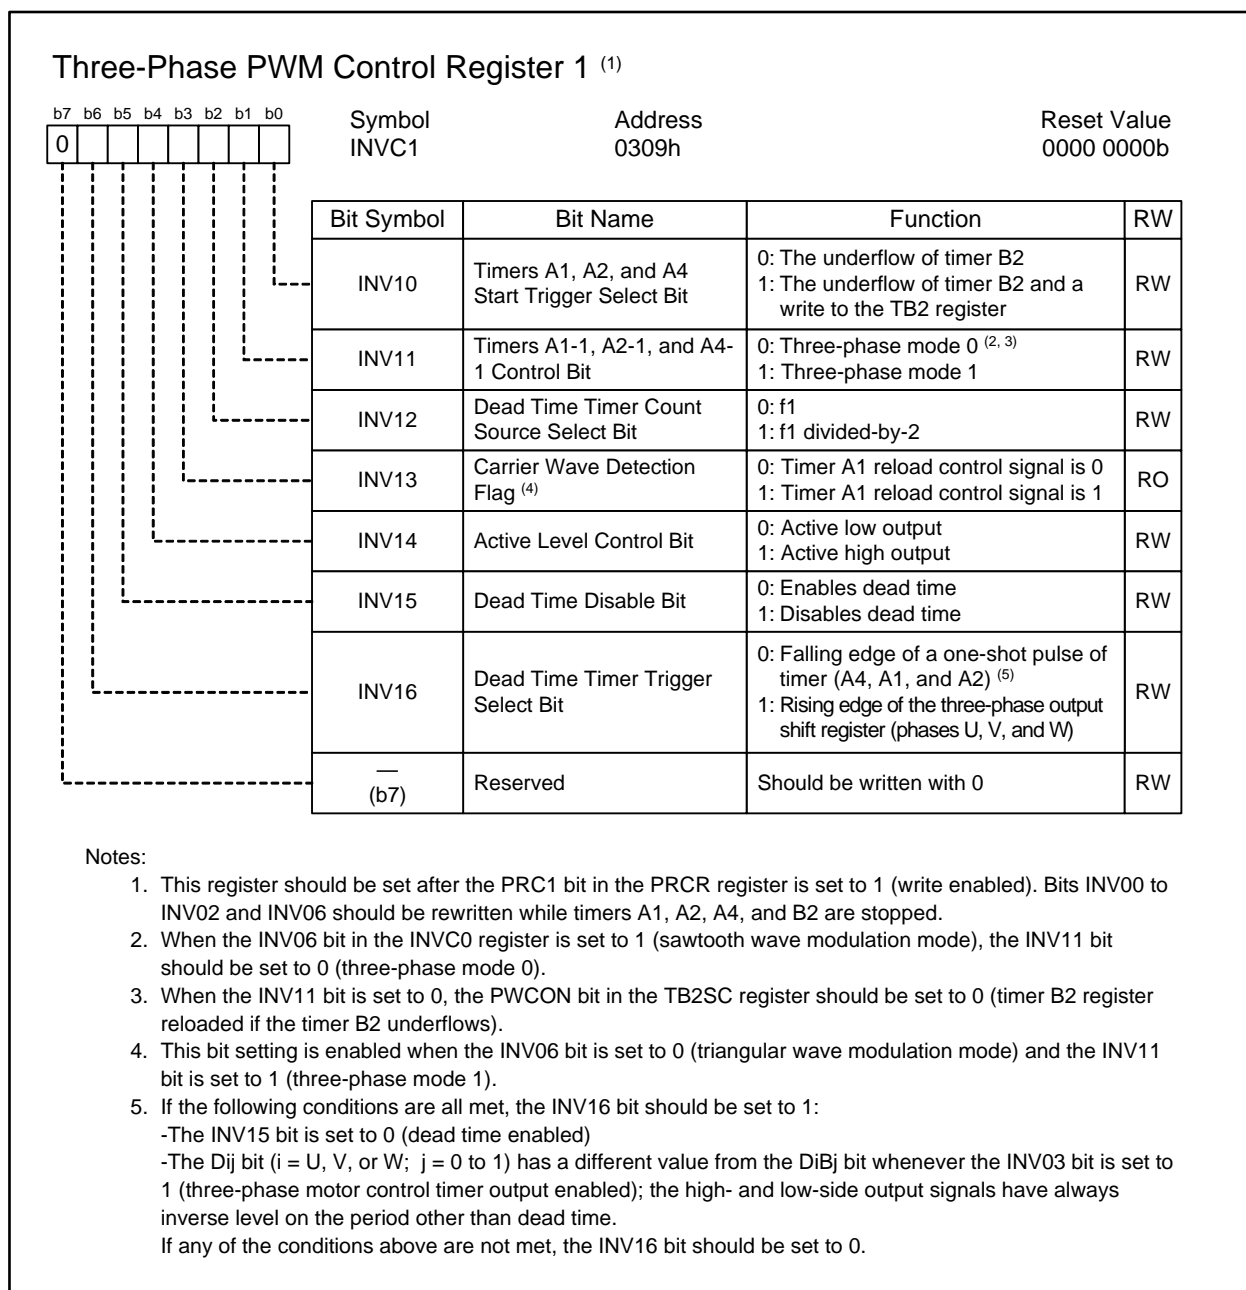 Three-Phase PWM Control Register 1 (1)
b7 b6 b5 b4 b3 b2 b1 b0
0
Symbol Address Reset Value
INVC1 0309h 0000 0000b
Bit Symbol Bit Name Function RW
INV10
Timers A1, A2, and A4
Start Trigger Select Bit
0: The underflow of timer B2
1: The underflow of timer B2 and a
write to the TB2 register
RW
INV11
Timers A1-1, A2-1, and A4-
1 Control Bit
0: Three-phase mode 0 (2, 3)
1: Three-phase mode 1
RW
INV12
Dead Time Timer Count
Source Select Bit
0: f1
1: f1 divided-by-2
RW
INV13
Carrier Wave Detection
Flag (4)
0: Timer A1 reload control signal is 0
1: Timer A1 reload control signal is 1
RO
INV14
Active Level Control Bit
0: Active low output
1: Active high output
RW
INV15
Dead Time Disable Bit
0: Enables dead time
1: Disables dead time
RW
INV16
Dead Time Timer Trigger
Select Bit
0: Falling edge of a one-shot pulse of
timer (A4, A1, and A2) (5)
1: Rising edge of the three-phase output
shift register (phases U, V, and W)
RW
—
(b7)
Reserved
Should be written with 0
RW
Notes:
1. This register should be set after the PRC1 bit in the PRCR register is set to 1 (write enabled). Bits INV00 to
INV02 and INV06 should be rewritten while timers A1, A2, A4, and B2 are stopped.
2. When the INV06 bit in the INVC0 register is set to 1 (sawtooth wave modulation mode), the INV11 bit
should be set to 0 (three-phase mode 0).
3. When the INV11 bit is set to 0, the PWCON bit in the TB2SC register should be set to 0 (timer B2 register
reloaded if the timer B2 underflows).
4. This bit setting is enabled when the INV06 bit is set to 0 (triangular wave modulation mode) and the INV11
bit is set to 1 (three-phase mode 1).
5. If the following conditions are all met, the INV16 bit should be set to 1:
-The INV15 bit is set to 0 (dead time enabled)
-The Dij bit (i = U, V, or W; j = 0 to 1) has a different value from the DiBj bit whenever the INV03 bit is set to
1 (three-phase motor control timer output enabled); the high- and low-side output signals have always
inverse level on the period other than dead time.
If any of the conditions above are not met, the INV16 bit should be set to 0.